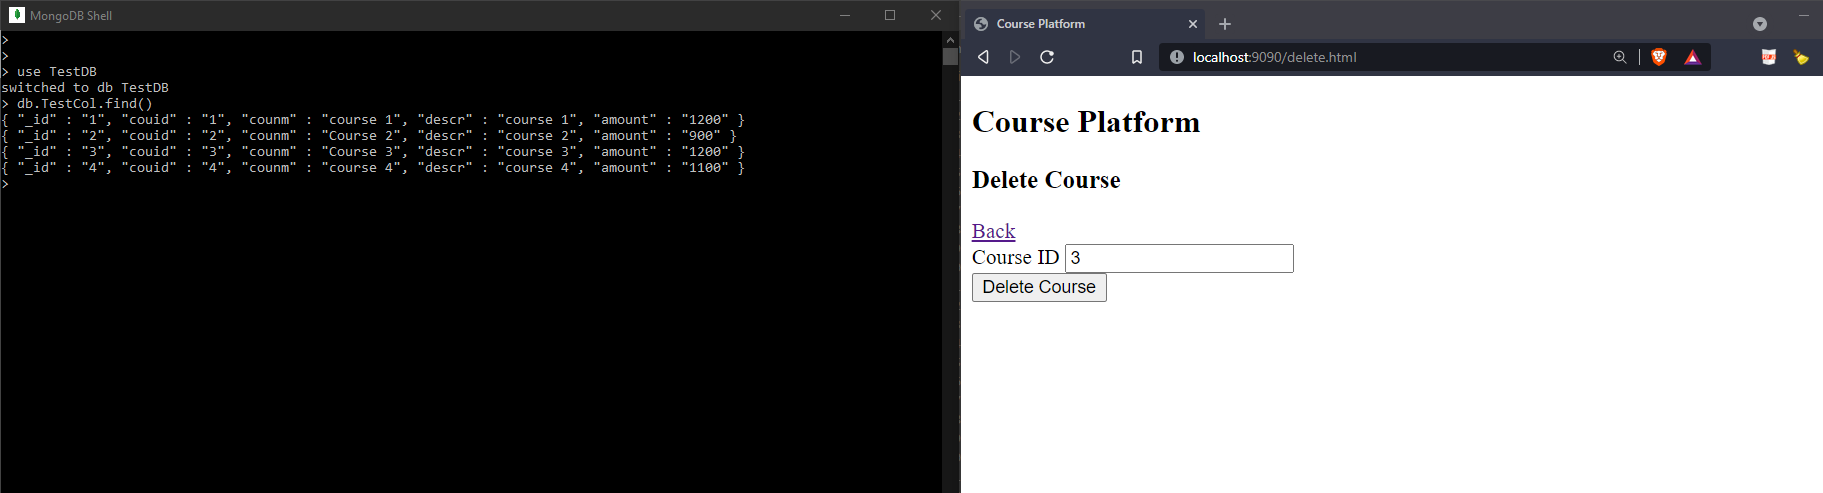 MongoDB Shell
>
>
> use TestDB
switched to db TestDB
> db.TestCol.find()
{ "_id" : "1", "couid" : "1", "counm" : "course 1", "descr" : "course 1", "amount" : "1200" }
{ "_id" : "2", "couid" : "2", "counm" : "Course 2", "descr" : "course 2", "amount" : "900" }
{ "_id" : "3", "couid" : "3", "counm" : "Course 3", "descr" : "course 3", "amount" : "1200" }
{ "_id" : "4", "couid" : "4", "counm" : "course 4", "descr" : "course 4", "amount" : "1100" }
>
Course Platform
localhost:9090/delete.html
Course Platform
Delete Course
Back
Course ID 3
Delete Course